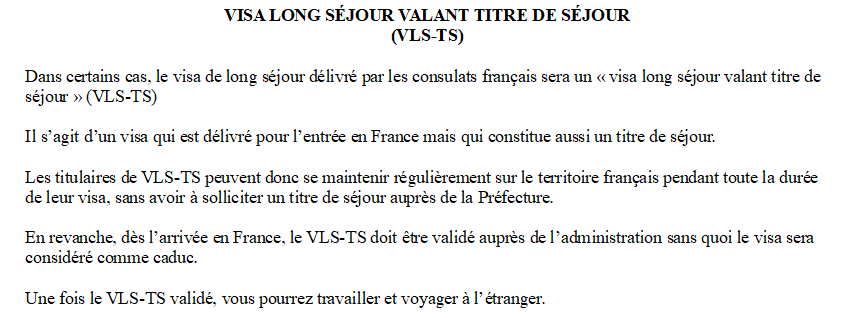 VISA LONG SÉJOUR VALANT TITRE DE SÉJOUR
(VLS-TS)
Dans certains cas, le visa de long séjour délivré par les consulats français sera un « visa long séjour valant titre de
séjour » (VLS-TS)
Il s’agit d’un visa qui est délivré pour l’entrée en France mais qui constitue aussi un titre de séjour.
Les titulaires de VLS-TS peuvent donc se maintenir régulièrement sur le territoire français pendant toute la durée
de leur visa, sans avoir à solliciter un titre de séjour auprès de la Préfecture.
En revanche, dès l’arrivée en France, le VLS-TS doit être validé auprès de l’administration sans quoi le visa sera
considéré comme caduc.
Une fois le VLS-TS validé, vous pourrez travailler et voyager à l’étranger.